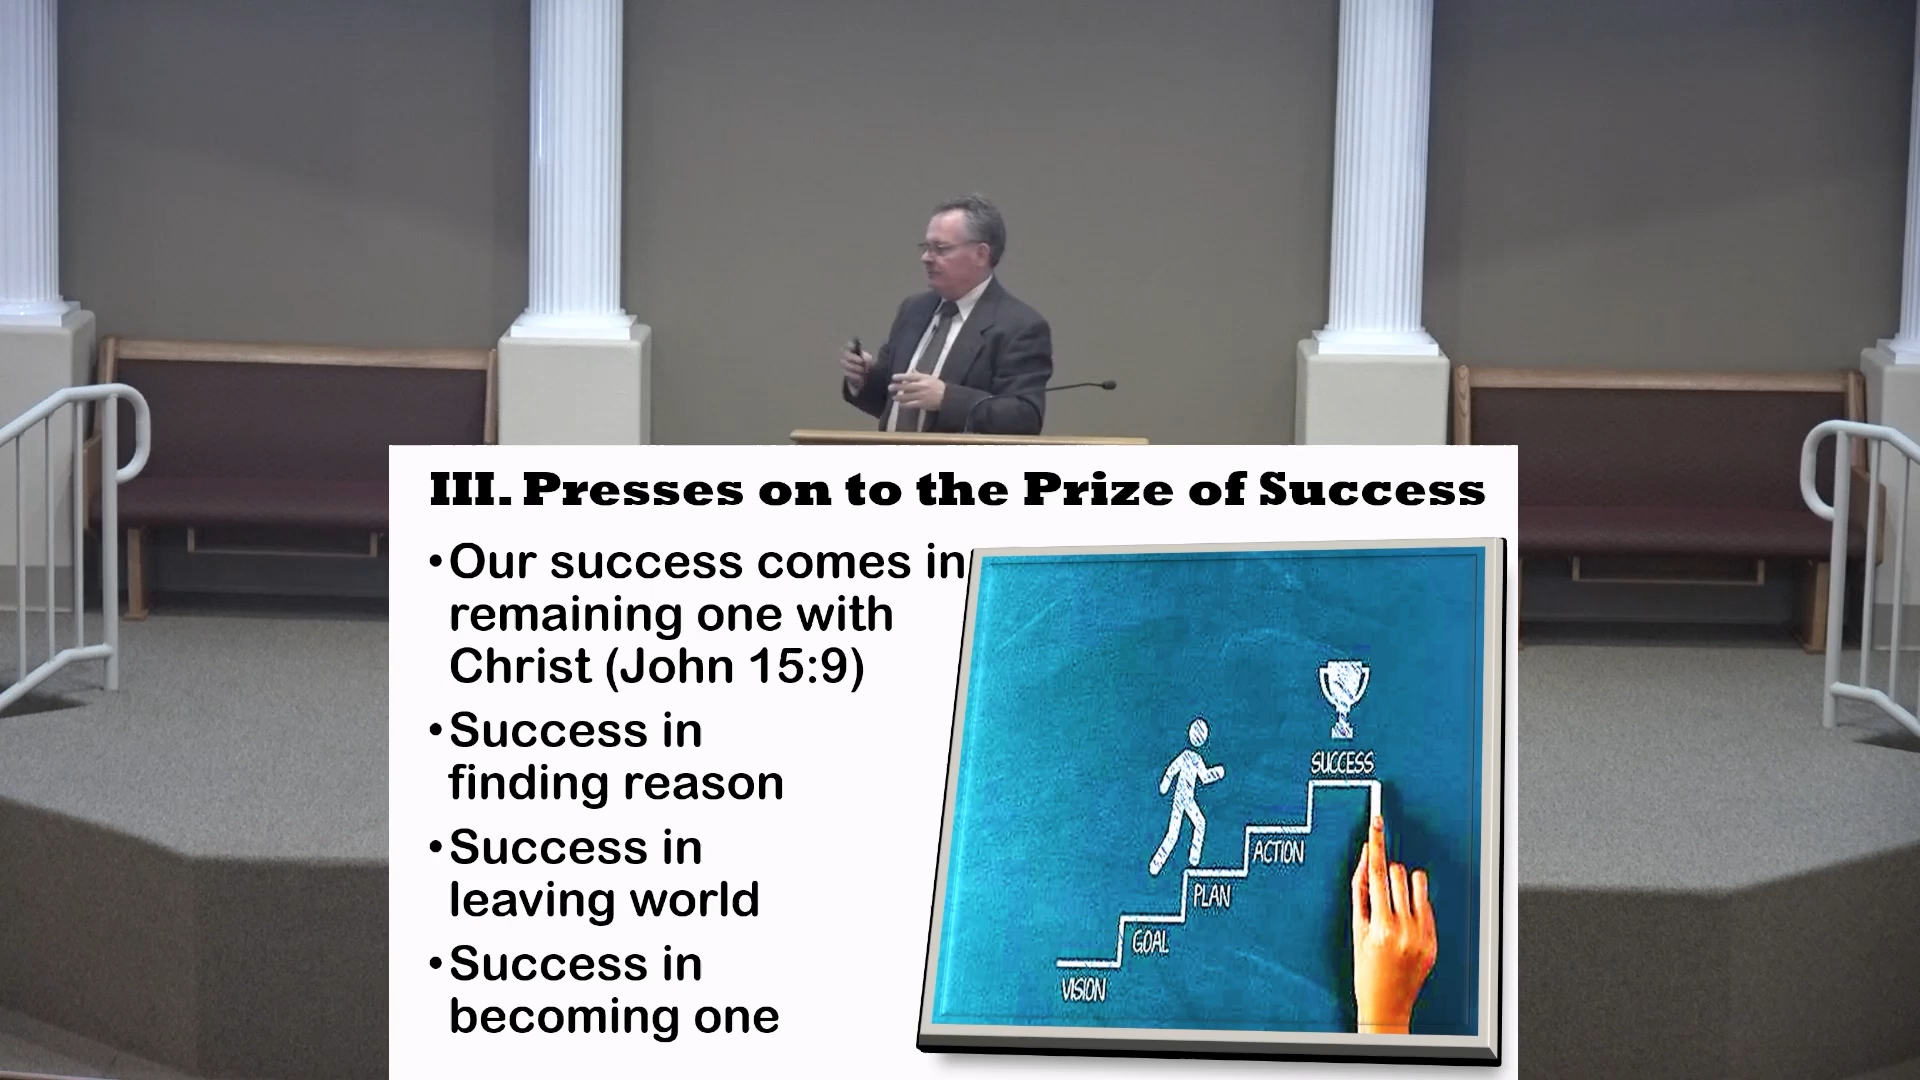 III. Presses on to the Prize of Success
•Our success comes in
remaining one with
Christ (John 15:9)
•Success in
finding reason
•Success in
leaving world
•Success in
becoming one
SUCCESS
ACTION
PLAN
GOAL
VISION